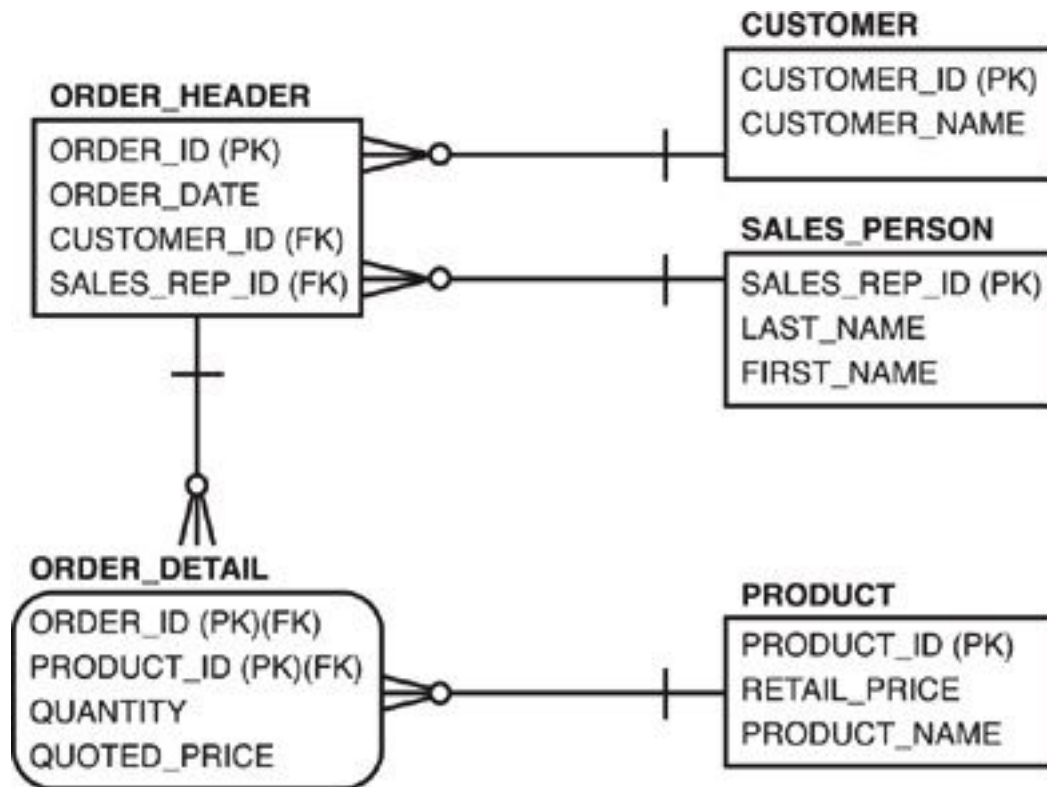 CUSTOMER
CUSTOMER_ID (PK)
CUSTOMER_NAME
ORDER_HEADER
ORDER_ID (PK)
ORDER_DATE
CUSTOMER_ID (FK)
SALES_REP_ID (FK)
SALES_PERSON
SALES_REP_ID (PK)
LAST_NAME
FIRST_NAME
ORDER_DETAIL
ORDER_ID (PK)(FK)
PRODUCT_ID (PK)(FK)
QUANTITY
QUOTED_PRICE
PRODUCT
PRODUCT_ID (PK)
RETAIL_PRICE
PRODUCT_NAME